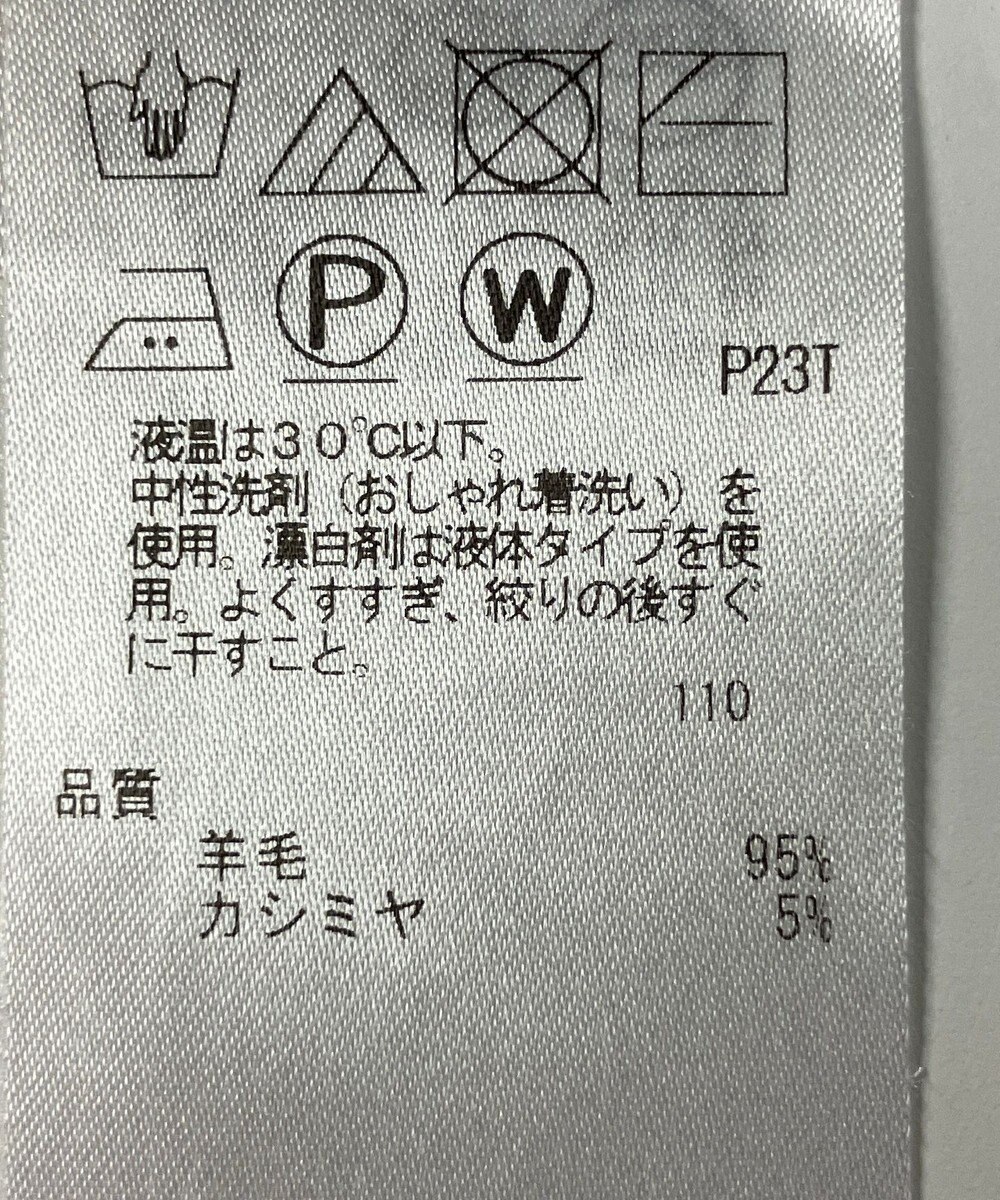 P W P23T
液温は３０℃以下。
中性洗剤（おしゃれ着洗い）を
使用。漂白剤は液体タイプを使
用。よくすすぎ、絞りの後すぐ
に干すこと。
110
品質
羊毛 95%
カシミヤ 5%